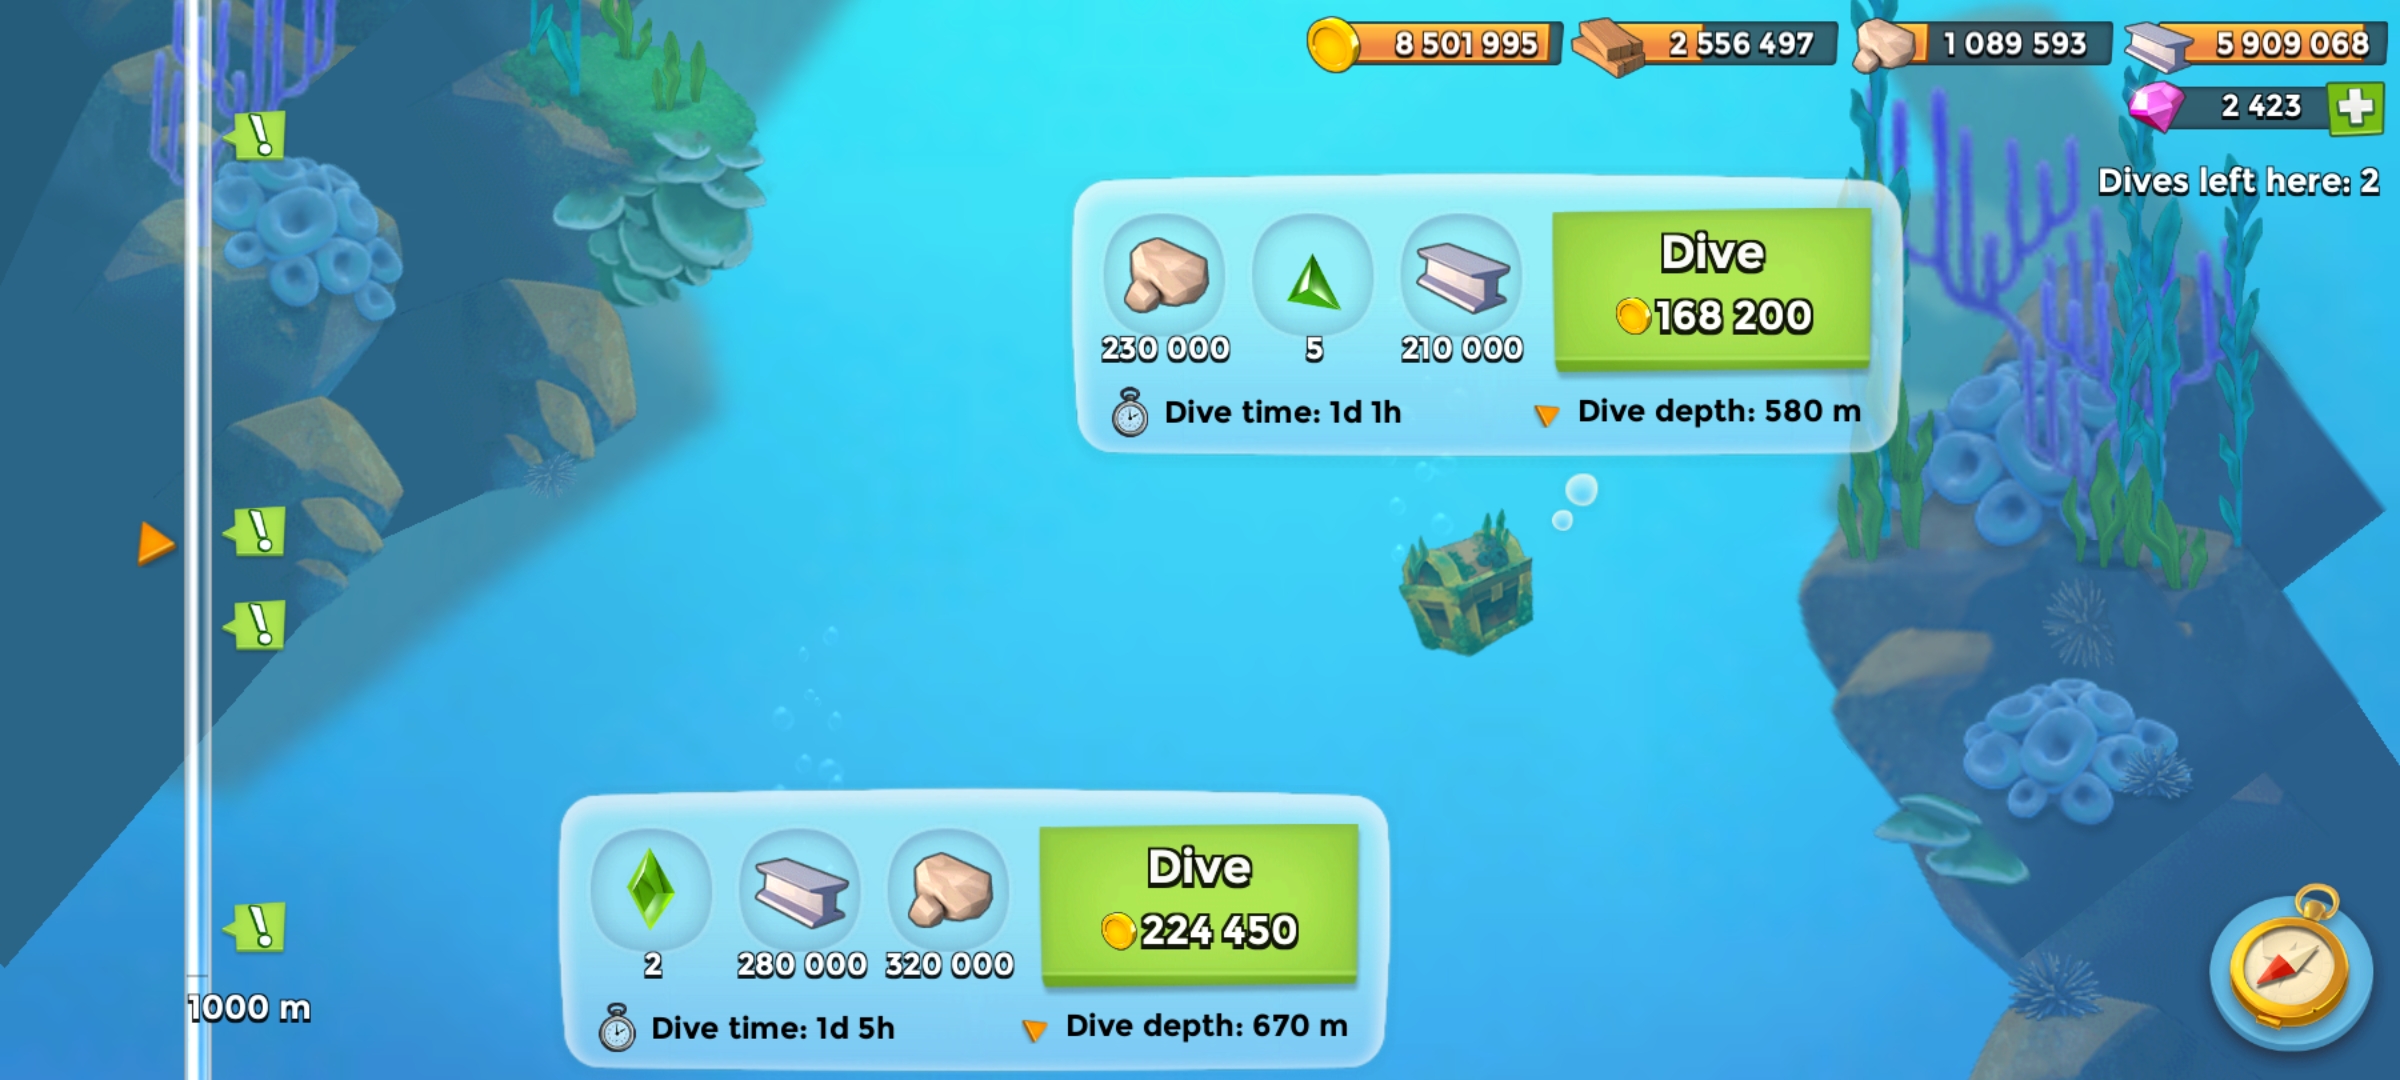 8 501 995
2 556 497
1 089 593
5 909 068
2 423
Dives left here: 2
Dive
168 200
230 000
5
210 000
Dive time: 1d 1h
Dive depth: 580 m
Dive
224 450
2
280 000
320 000
Dive time: 1d 5h
Dive depth: 670 m
!
!
!
!
1000 m